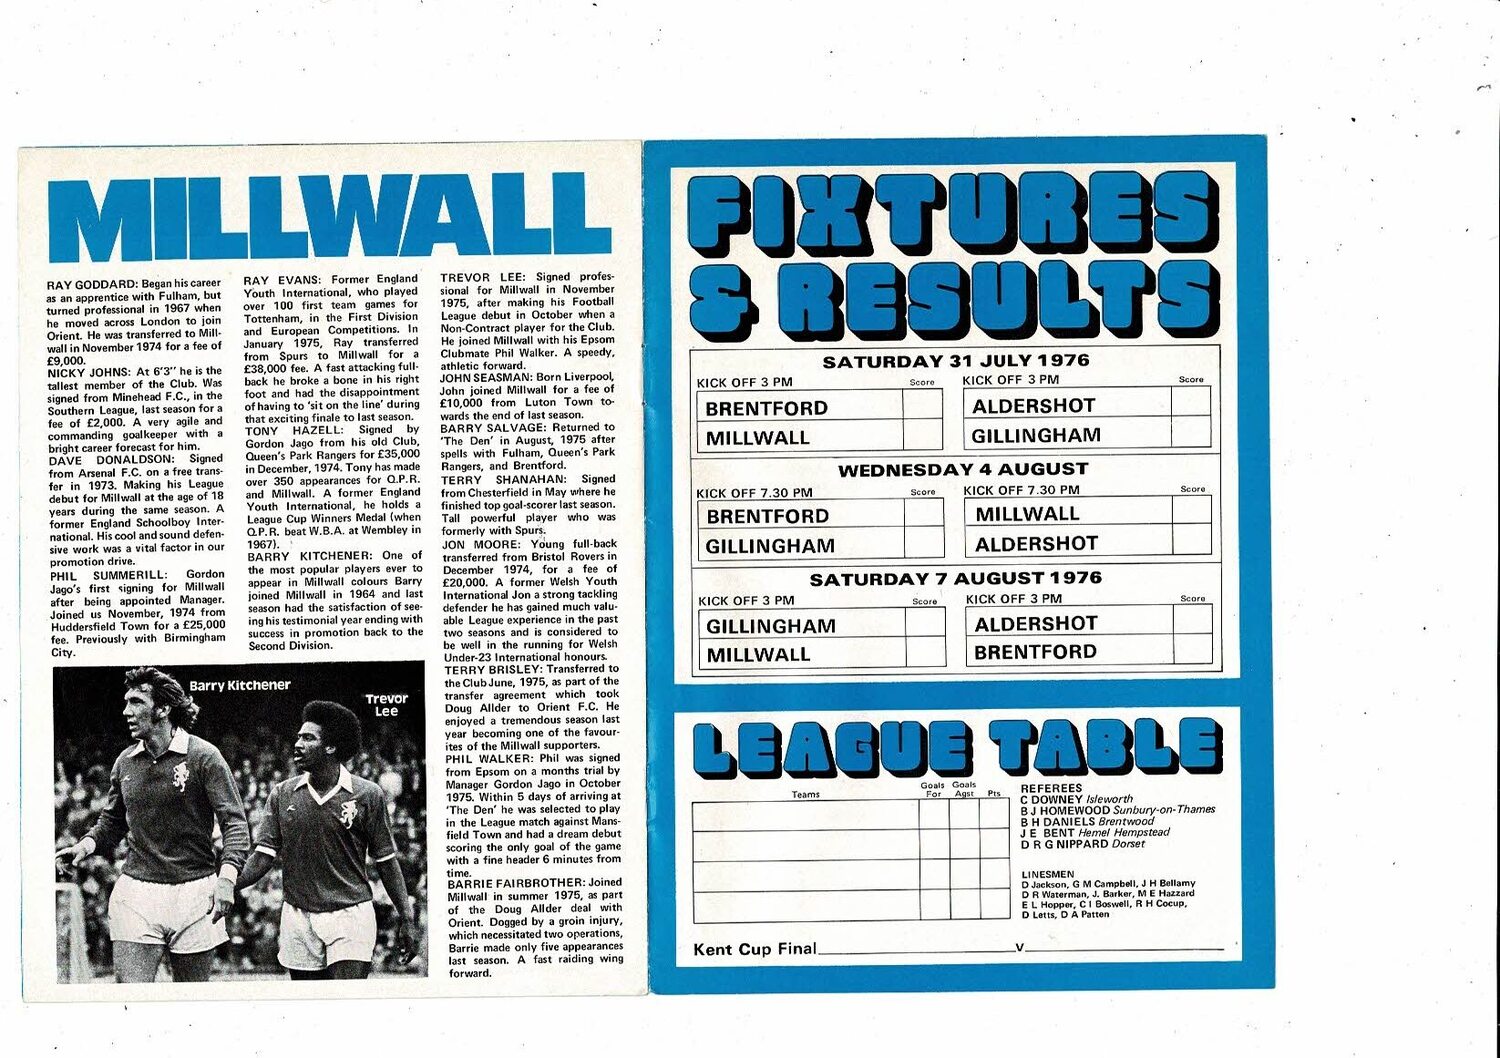 MILLWALL
RAY GODDARD: Began his career
as an apprentice with Fulham, but
turned professional in 1967 when
he moved across London to join
Orient. He was transferred to Mill-
wall in November 1974 for a fee of
£9,000.
NICKY JOHNS: At 6'3" he is the
tallest member of the Club. Was
signed from Minehead F.C., in the
Southern League, last season for a
fee of £2,000. A very agile and
commanding goalkeeper with a
bright career forecast for him.
DAVE DONALDSON: Signed
from Arsenal F.C. on a free trans-
fer in 1973. Making his League
debut for Millwall at the age of 18
years during the same season. A
former England Schoolboy Inter-
national. His cool and sound defen-
sive work was a vital factor in our
promotion drive.
PHIL SUMMERILL: Gordon
Jago's first signing for Millwall
after being appointed Manager.
Joined us November, 1974 from
Huddersfield Town for a £25,000
fee. Previously with Birmingham
City.
RAY EVANS: Former England
Youth International, who played
over 100 first team games for
Tottenham, in the First Division
and European Competitions. In
January 1975, Ray transferred
from Spurs to Millwall for a
£38,000 fee. A fast attacking full-
back he broke a bone in his right
foot and had the disappointment
of having to 'sit on the line' during
that exciting finale to last season.
TONY HAZELL: Signed by
Gordon Jago from his old Club,
Queen's Park Rangers for £35,000
in December, 1974. Tony has made
over 350 appearances for Q.P.R.
and Millwall. A former England
Youth International, he holds a
League Cup Winners Medal (when
Q.P.R. beat W.B.A. at Wembley in
1967).
BARRY KITCHENER: One of
the most popular players ever to
appear in Millwall colours Barry
joined Millwall in 1964 and last
season had the satisfaction of see-
ing his testimonial year ending with
success in promotion back to the
Second Division.
Barry Kitchener
Trevor
Lee
TREVOR LEE: Signed profes-
sional for Millwall in November
1975, after making his Football
League debut in October when a
Non-Contract player for the Club.
He joined Millwall with his Epsom
Clubmate Phil Walker. A speedy,
athletic forward.
JOHN SEASMAN: Born Liverpool,
John joined Millwall for a fee of
£10,000 from Luton Town to-
wards the end of last season.
BARRY SALVAGE: Returned to
'The Den' in August, 1975 after
spells with Fulham, Queen's Park
Rangers, and Brentford.
TERRY SHANAHAN: Signed
from Chesterfield in May where he
finished top goal-scorer last season.
Tall powerful player who was
formerly with Spurs.
JON MOORE: Young full-back
transferred from Bristol Rovers in
December 1974, for a fee of
£20,000. A former Welsh Youth
International Jon a strong tackling
defender he has gained much valu-
able League experience in the past
two seasons and is considered to
be well in the running for Welsh
Under-23 International honours.
TERRY BRISLEY: Transferred to
the Club June, 1975, as part of the
transfer agreement which took
Doug Allder to Orient F.C. He
enjoyed a tremendous season last
year becoming one of the favour-
ites of the Millwall supporters.
PHIL WALKER: Phil was signed
from Epsom on a months trial by
Manager Gordon Jago in October
1975. Within 5 days of arriving at
'The Den' he was selected to play
in the League match against Mans-
field Town and had a dream debut
scoring the only goal of the game
with a fine header 6 minutes from
time.
BARRIE FAIRBROTHER: Joined
Millwall in summer 1975, as part
of the Doug Allder deal with
Orient. Dogged by a groin injury,
which necessitated two operations,
Barrie made only five appearances
last season. A fast raiding wing
forward.
FIXTURES
& RESULTS
SATURDAY 31 JULY 1976
KICK OFF 3 PM Score KICK OFF 3 PM Score
BRENTFORD ALDERSHOT
MILLWALL GILLINGHAM
WEDNESDAY 4 AUGUST
KICK OFF 7.30 PM Score KICK OFF 7.30 PM Score
BRENTFORD MILLWALL
GILLINGHAM ALDERSHOT
SATURDAY 7 AUGUST 1976
KICK OFF 3 PM Score KICK OFF 3 PM Score
GILLINGHAM ALDERSHOT
MILLWALL BRENTFORD
LEAGUE TABLE
Teams Goals For Goals Agst Pts
REFEREES
C DOWNEY Isleworth
B J HOMEWOOD Sunbury-on-Thames
B H DANIELS Brentwood
J E BENT Hemel Hempstead
D R G NIPPARD Dorset
LINESMEN
D Jackson, G M Campbell, J H Bellamy
D R Waterman, J. Barker, M E Hazzard
E L Hopper, C I Boswell, R H Cocup,
D Letts, D A Patten
Kent Cup Final V